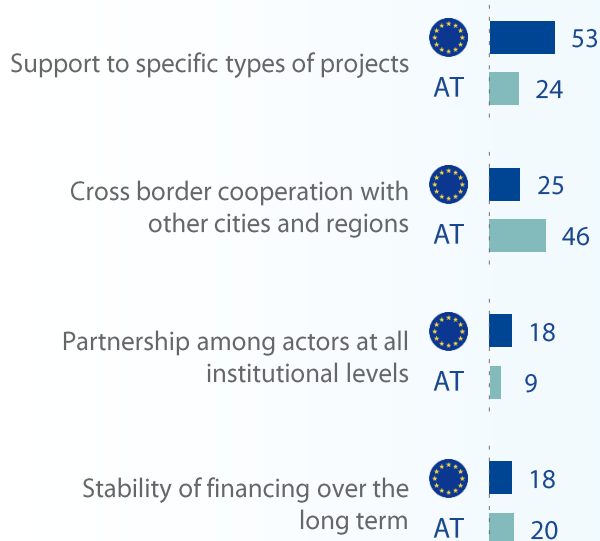 53
Support to specific types of projects
AT 24
25
Cross border cooperation with
other cities and regions
AT 46
18
Partnership among actors at all
institutional levels
AT 9
18
Stability of financing over the
long term
AT 20